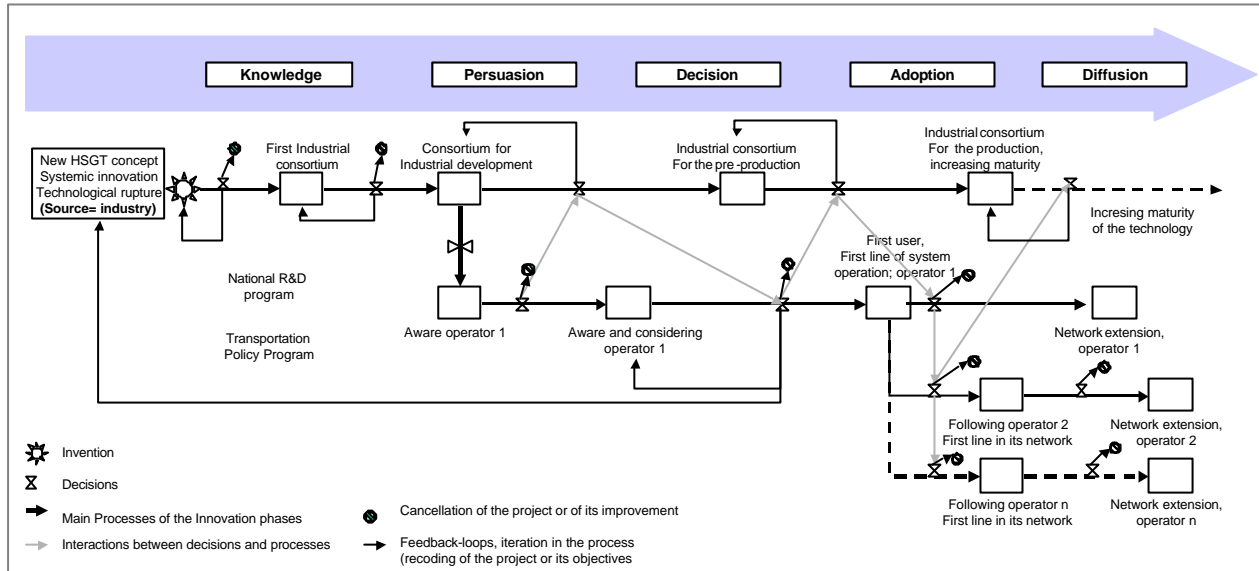 Knowledge
Persuasion
Decision
Adoption
Diffusion
New HSGT concept
Systemic innovation
Technological rupture
(Source= industry)
First Industrial
consortium
Consortium for
Industrial development
Industrial consortium
For the pre -production
Industrial consortium
For the production,
increasing maturity
Incresing maturity
of the technology
First user,
First line of system
operation; operator 1
National R&D
program
Transportation
Policy Program
Aware operator 1
Aware and considering
operator 1
Network extension,
operator 1
Following operator 2
First line in its network
Network extension,
operator 2
Following operator n
First line in its network
Network extension,
operator n
Invention
Decisions
Main Processes of the Innovation phases
Interactions between decisions and processes
Cancellation of the project or of its improvement
Feedback-loops, iteration in the process
(recoding of the project or its objectives